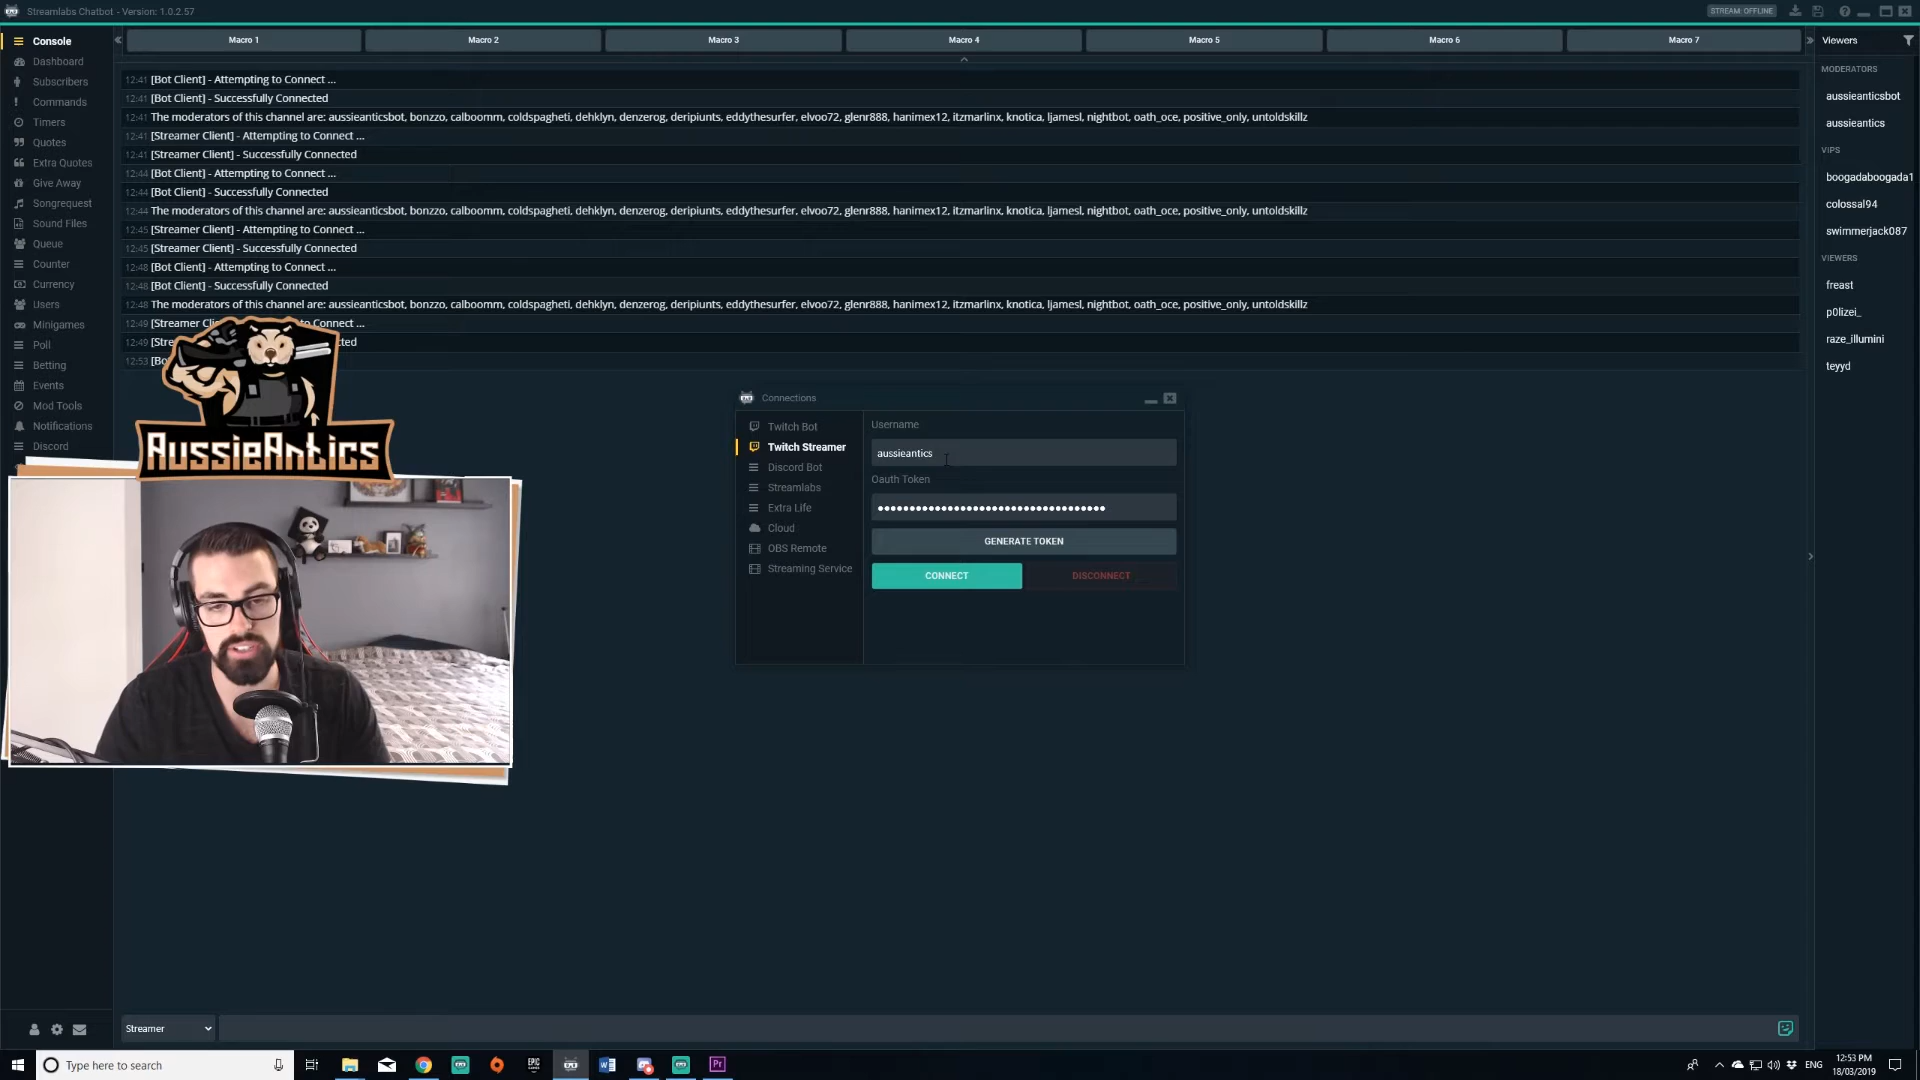 Streamlabs Chatbot - Version: 1.0.2.57
STREAM: OFFLINE
Console
Dashboard
Subscribers
Commands
Timers
Quotes
Extra Quotes
Give Away
Songrequest
Sound Files
Queue
Counter
Currency
Users
Minigames
Poll
Betting
Events
Mod Tools
Notifications
Discord
Macro 1
Macro 2
Macro 3
Macro 4
Macro 5
Macro 6
Macro 7
12:41 [Bot Client] - Attempting to Connect ...
12:41 [Bot Client] - Successfully Connected
12:41 The moderators of this channel are: aussieanticsbot, bonzzo, calboomm, coldspagheti, dehklyn, denzerog, deripiunts, eddythesurfer, elvoo72, glenr888, hanimex12, itzmarlinx, knotica, ljamesl, nightbot, oath_oce, positive_only, untoldskillz
12:41 [Streamer Client] - Attempting to Connect ...
12:41 [Streamer Client] - Successfully Connected
12:44 [Bot Client] - Attempting to Connect ...
12:44 [Bot Client] - Successfully Connected
12:44 The moderators of this channel are: aussieanticsbot, bonzzo, calboomm, coldspagheti, dehklyn, denzerog, deripiunts, eddythesurfer, elvoo72, glenr888, hanimex12, itzmarlinx, knotica, ljamesl, nightbot, oath_oce, positive_only, untoldskillz
12:45 [Streamer Client] - Attempting to Connect ...
12:45 [Streamer Client] - Successfully Connected
12:48 [Bot Client] - Attempting to Connect ...
12:48 [Bot Client] - Successfully Connected
12:48 The moderators of this channel are: aussieanticsbot, bonzzo, calboomm, coldspagheti, dehklyn, denzerog, deripiunts, eddythesurfer, elvoo72, glenr888, hanimex12, itzmarlinx, knotica, ljamesl, nightbot, oath_oce, positive_only, untoldskillz
12:49 [Streamer Cli to Connect ...
12:49 [Stre cted
12:53 [Bo
AussieAntics
Connections
Twitch Bot
Twitch Streamer
Discord Bot
Streamlabs
Extra Life
Cloud
OBS Remote
Streaming Service
Username
aussieantics
Oauth Token
GENERATE TOKEN
CONNECT
DISCONNECT
Viewers
MODERATORS
aussieanticsbot
aussieantics
VIPS
boogadaboogada1
colossal94
swimmerjack087
VIEWERS
freast
p0lizei_
raze_illumini
teyyd
Streamer
Type here to search
EPIC
W
Pr
ENG
12:53 PM
18/03/2019